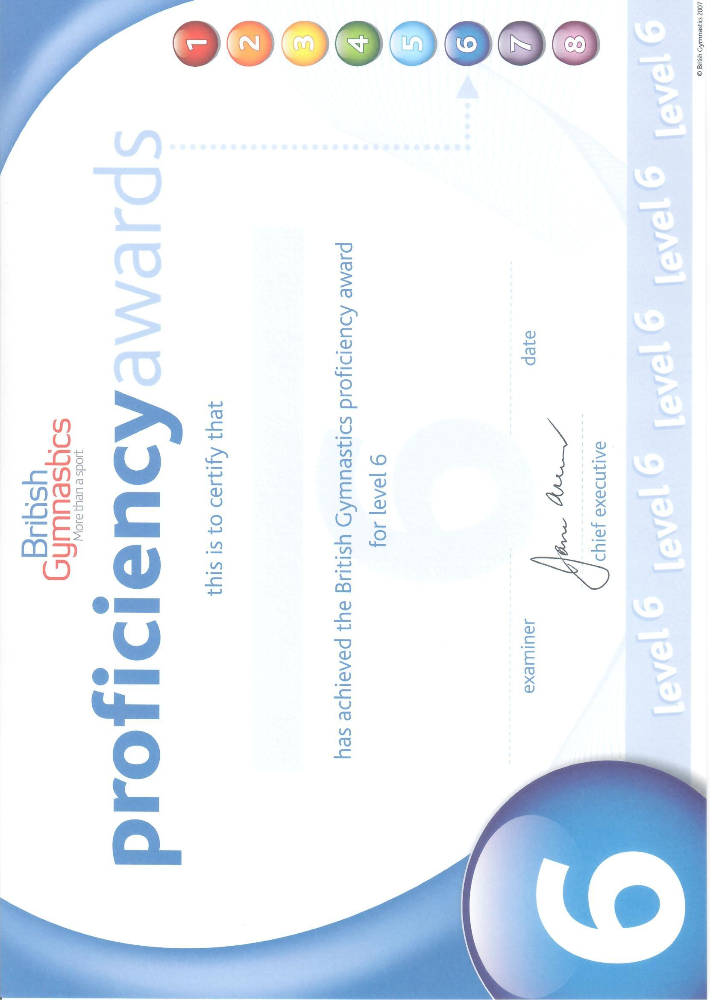 British
Gymnastics
More than a sport
proficiencyawards
1
2
3
4
5
6
7
8
this is to certify that
has achieved the British Gymnastics proficiency award
for level 6
6
examiner
date
chief executive
6
level 6 level 6 level 6 level 6 level 6
© British Gymnastics 2007